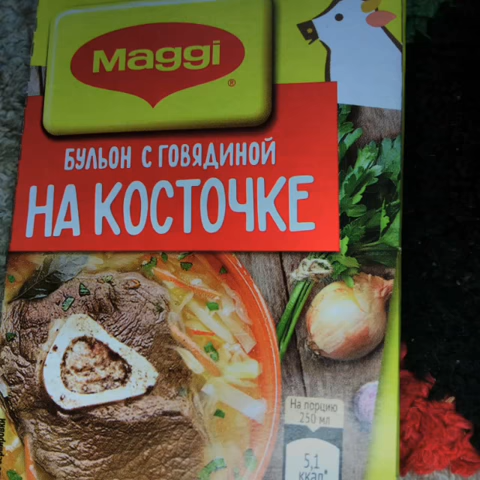 Maggi
®
БУЛЬОН С ГОВЯДИНОЙ
НА КОСТОЧКЕ
На порцию
250 мл
5,1
ккал*